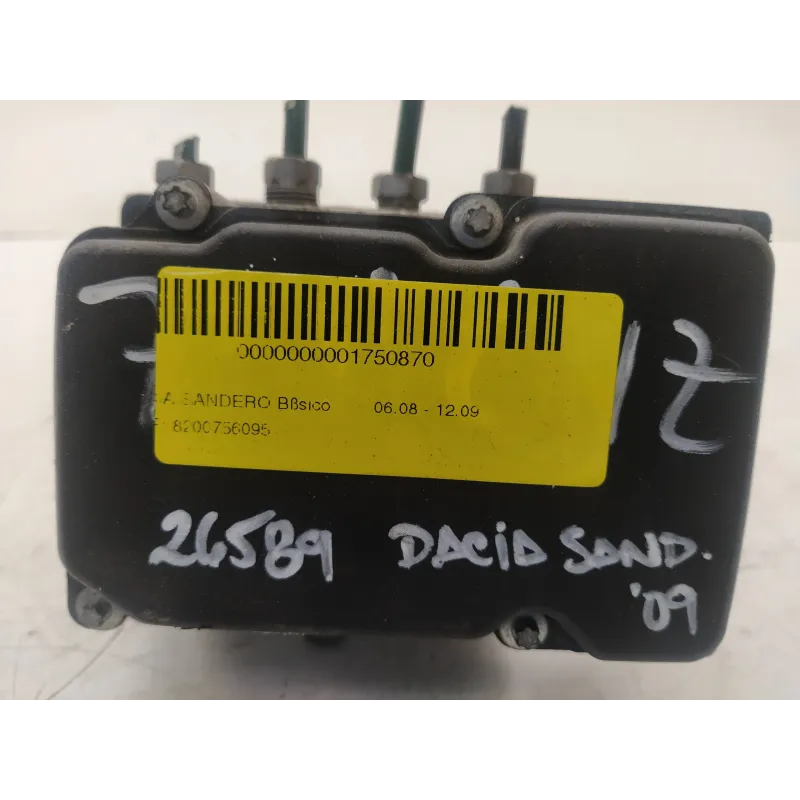 0000000001750870
A SANDERO Bßsico 06.08 - 12.09
8200756095
26589 DACIA SAND.
'09